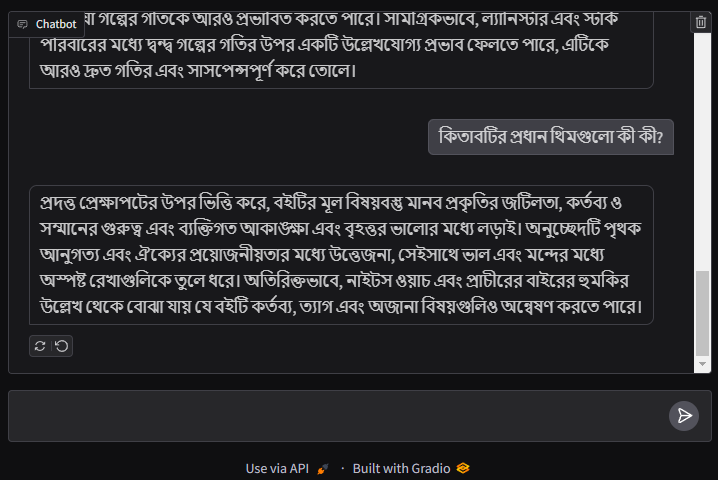 Chatbot
গল্পের গতিকে আরও প্রভাবিত করতে পারে। সামগ্রিকভাবে, ল্যানিস্টার এবং স্টার্ক
পরিবারের মধ্যে দ্বন্দ্ব গল্পের গতির উপর একটি উল্লেখযোগ্য প্রভাব ফেলতে পারে, এটিকে
আরও দ্রুত গতির এবং সাসপেন্সপূর্ণ করে তোলে।
কিতাবটির প্রধান থিমগুলো কী কী?
প্রদত্ত প্রেক্ষাপটের উপর ভিত্তি করে, বইটির মূল বিষয়বস্তু মানব প্রকৃতির জটিলতা, কর্তব্য ও
সম্মানের গুরুত্ব এবং ব্যক্তিগত আকাঙ্ক্ষা এবং বৃহত্তর ভালোর মধ্যে লড়াই। অনুচ্ছেদটি পৃথক
আনুগত্য এবং ঐক্যের প্রয়োজনীয়তার মধ্যে উত্তেজনা, সেইসাথে ভাল এবং মন্দের মধ্যে
অস্পষ্ট রেখাগুলিকে তুলে ধরে। অতিরিক্তভাবে, নাইটস ওয়াচ এবং প্রাচীরের বাইরের হুমকির
উল্লেখ থেকে বোঝা যায় যে বইটি কর্তব্য, ত্যাগ এবং অজানা বিষয়গুলিও অন্বেষণ করতে পারে।
Use via API · Built with Gradio